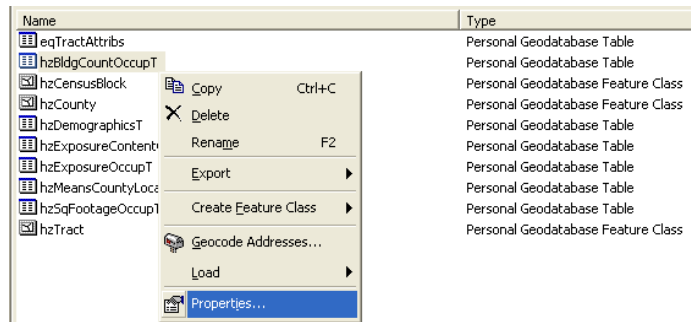 Name Type
eqTractAttribs Personal Geodatabase Table
hzBldgCountOccupT Personal Geodatabase Table
hzCensusBlock Personal Geodatabase Feature Class
hzCounty Personal Geodatabase Feature Class
hzDemographicsT Personal Geodatabase Table
hzExposureContent Personal Geodatabase Table
hzExposureOccupT Personal Geodatabase Table
hzMeansCountyLoca Personal Geodatabase Table
hzSqFootageOccupT Personal Geodatabase Table
hzTract Personal Geodatabase Feature Class
Copy Ctrl+C
Delete
Rename F2
Export
Create Feature Class
Geocode Addresses...
Load
Properties...